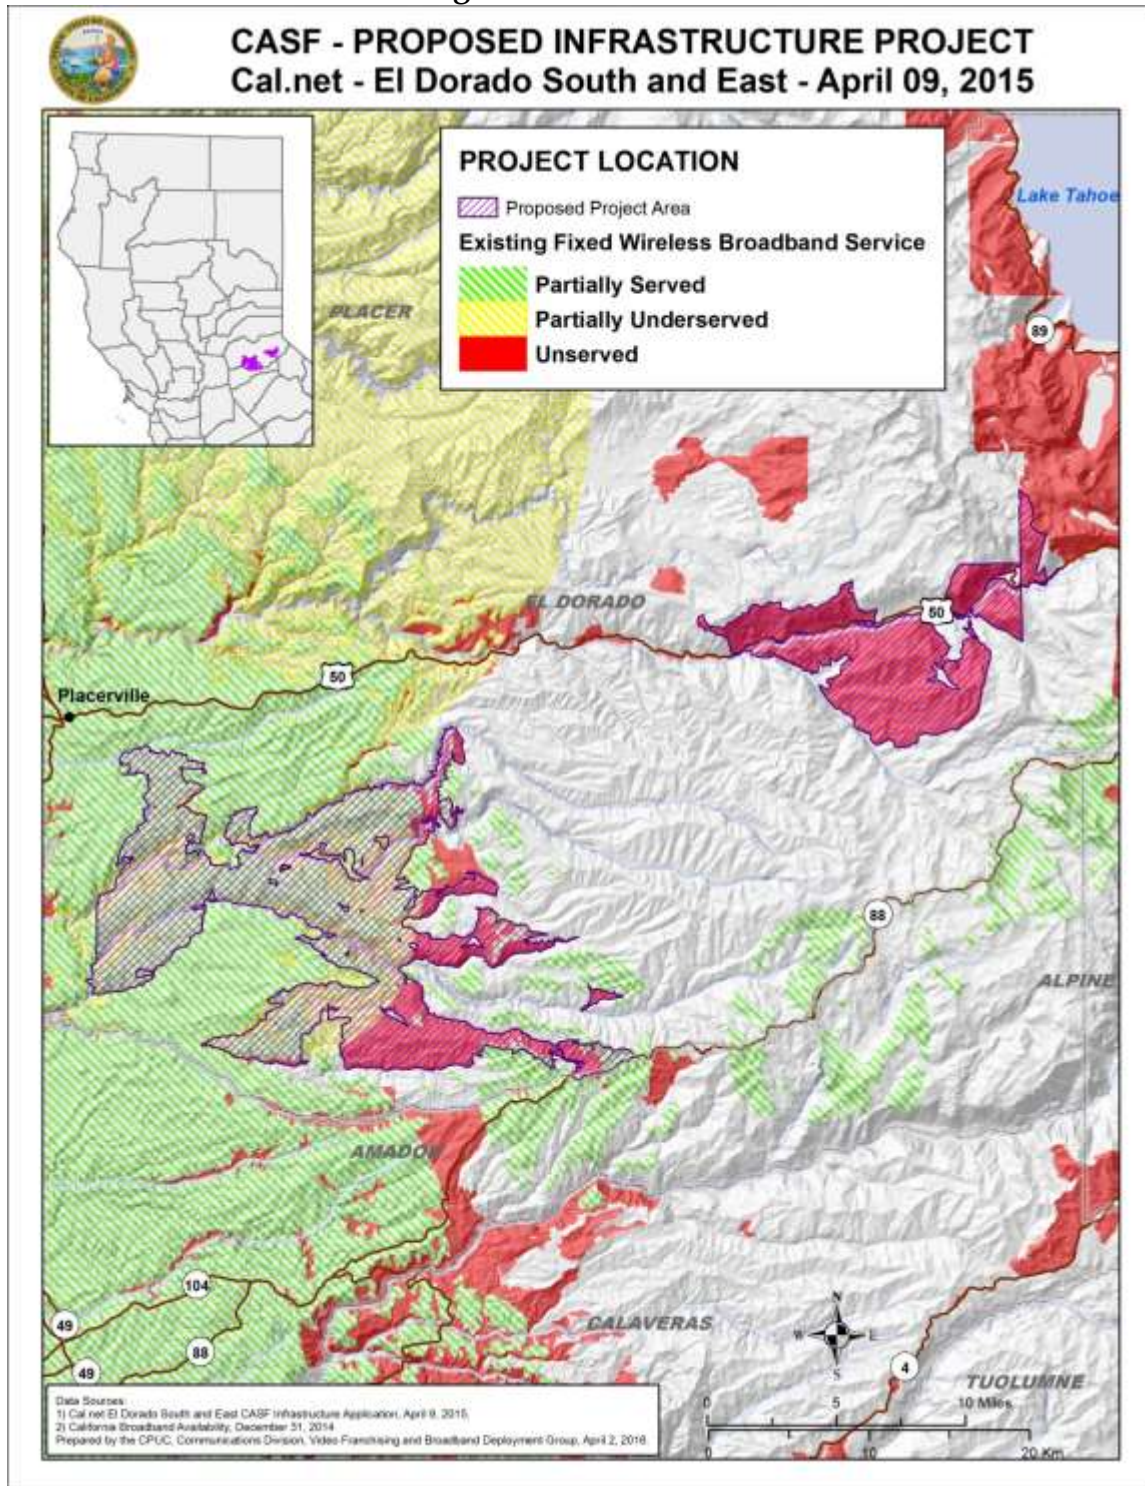 CASF - PROPOSED INFRASTRUCTURE PROJECT
Cal.net - El Dorado South and East - April 09, 2015
PROJECT LOCATION
Proposed Project Area
Existing Fixed Wireless Broadband Service
Partially Served
Partially Underserved
Unserved
Lake Tahoe
PLACER
89
EL DORADO
50
50
Placerville
88
ALPINE
AMADOR
104
49
88
49
CALAVERAS
N
W E
S
4
TUOLUMNE
0 5 10 Miles
0 10 20 Km
Data Sources:
1) Cal.net El Dorado South and East CASF Infrastructure Application, April 9, 2015.
2) California Broadband Availability, December 31, 2014
Prepared by the CPUC, Communications Division, Video Franchising and Broadband Deployment Group, April 2, 2016.